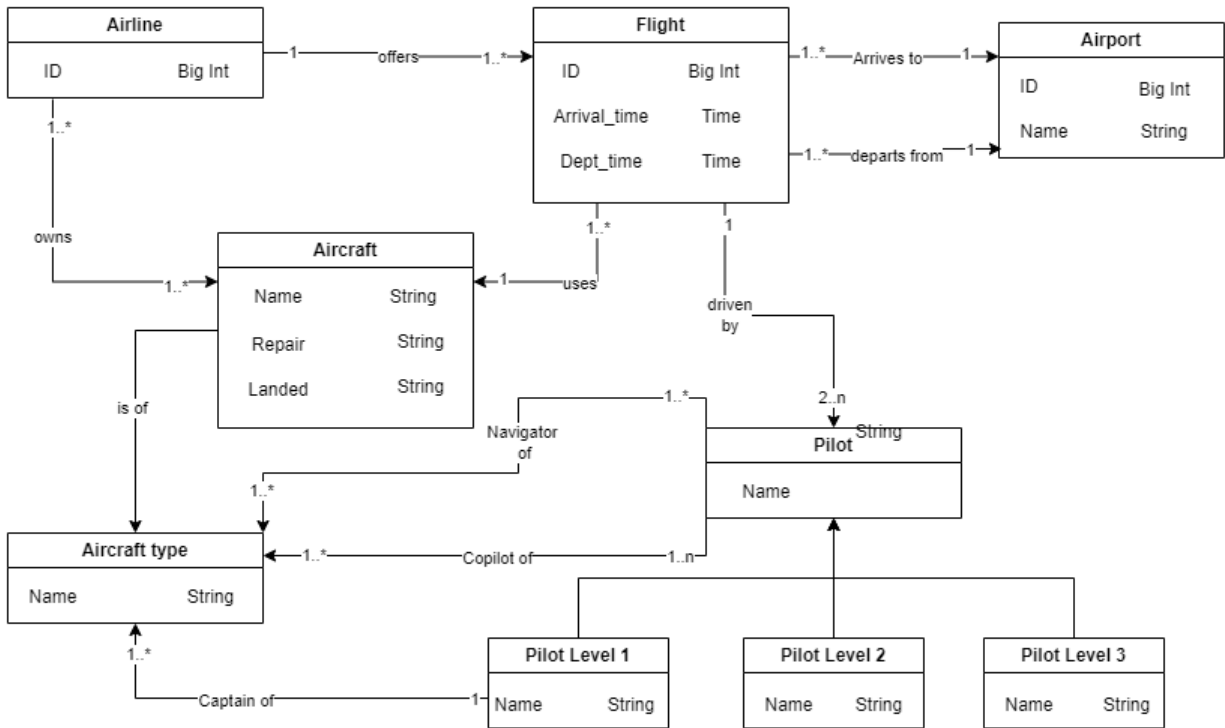 Airline
ID Big Int
1
offers
1..*
Flight
ID Big Int
Arrival_time Time
Dept_time Time
1..*
Arrives to
1
1..*
departs from
1
Airport
ID Big Int
Name String
1..*
owns
1..*
Aircraft
Name String
Repair String
Landed String
1..*
uses
1
1
driven
by
2..n
is of
1..*
Navigator
of
1..*
String
Pilot
Name
Aircraft type
Name String
1..*
Copilot of
1..n
1..*
Captain of
1
Pilot Level 1
Name String
Pilot Level 2
Name String
Pilot Level 3
Name String